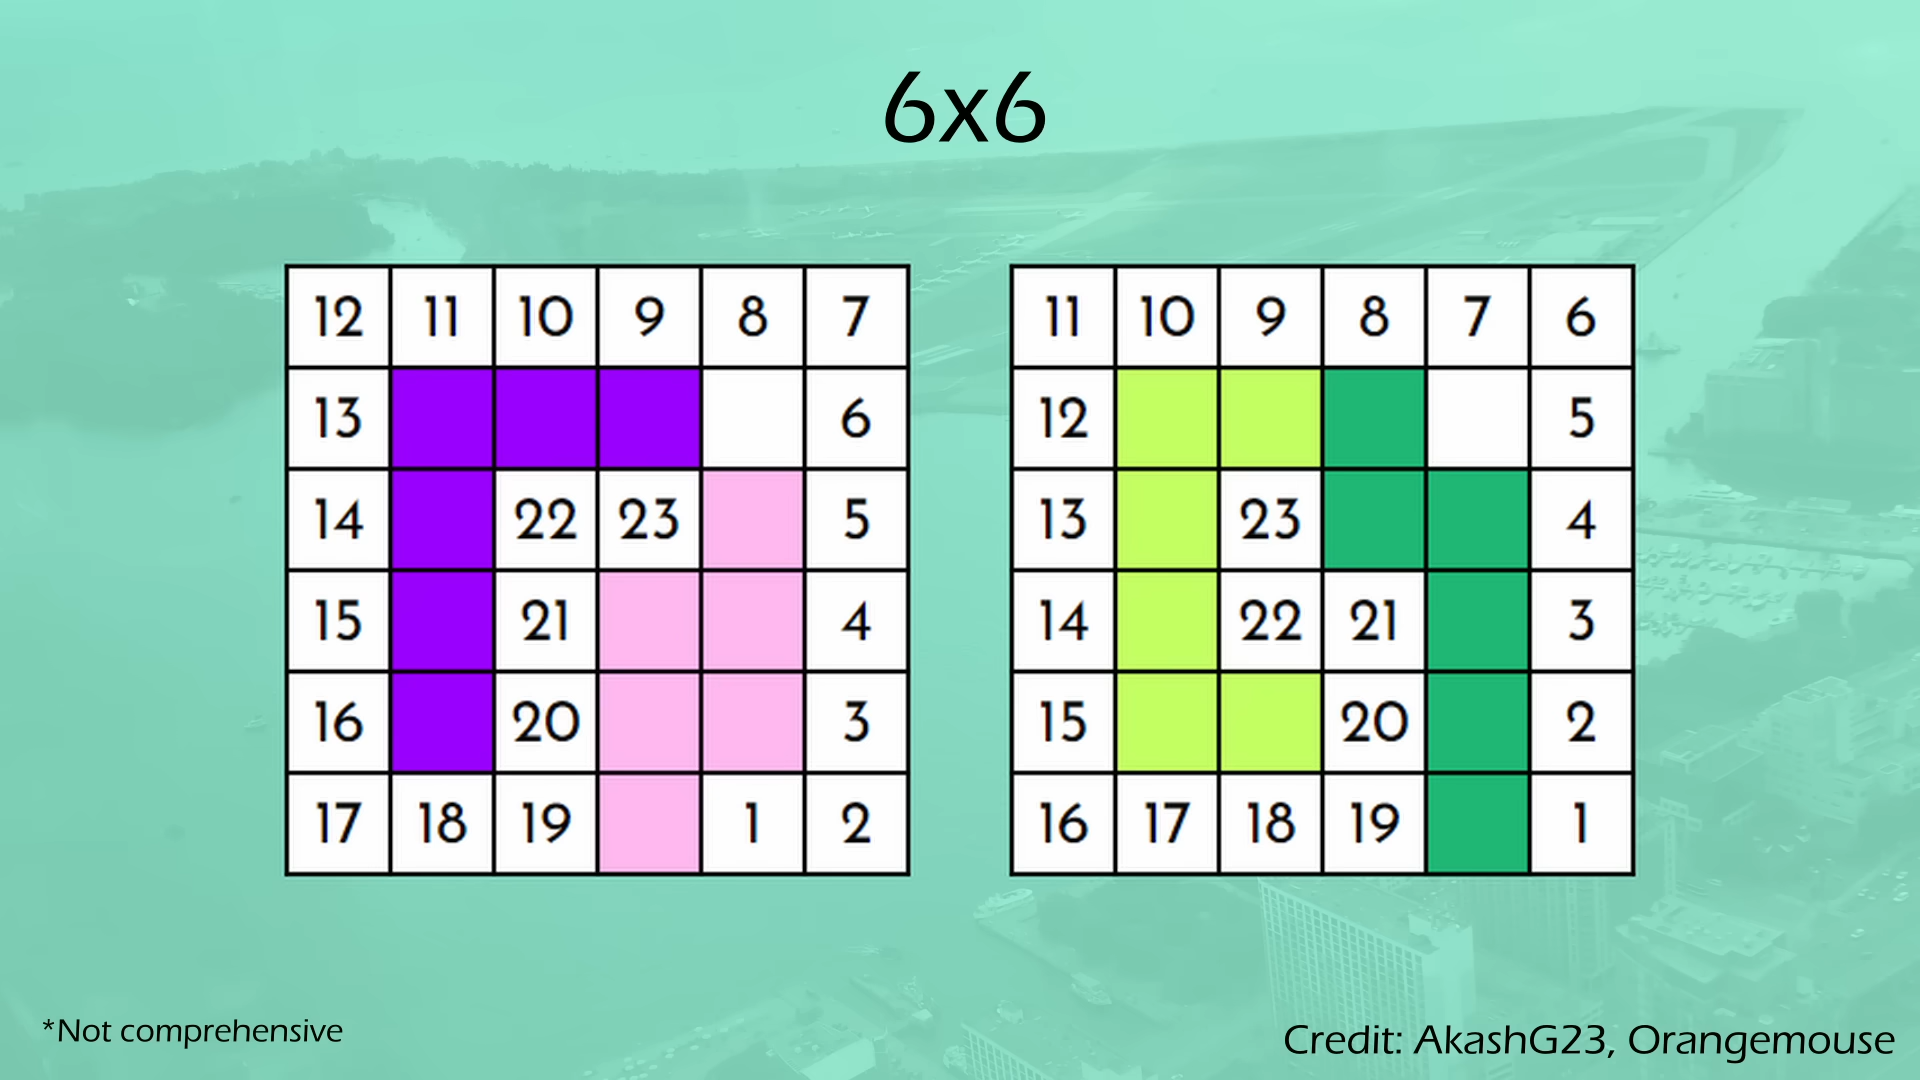 6x6
12 11 10 9 8 7
13 6
14 22 23 5
15 21 4
16 20 3
17 18 19 1 2
11 10 9 8 7 6
12 5
13 23 4
14 22 21 3
15 20 2
16 17 18 19 1
*Not comprehensive
Credit: AkashG23, Orangemouse